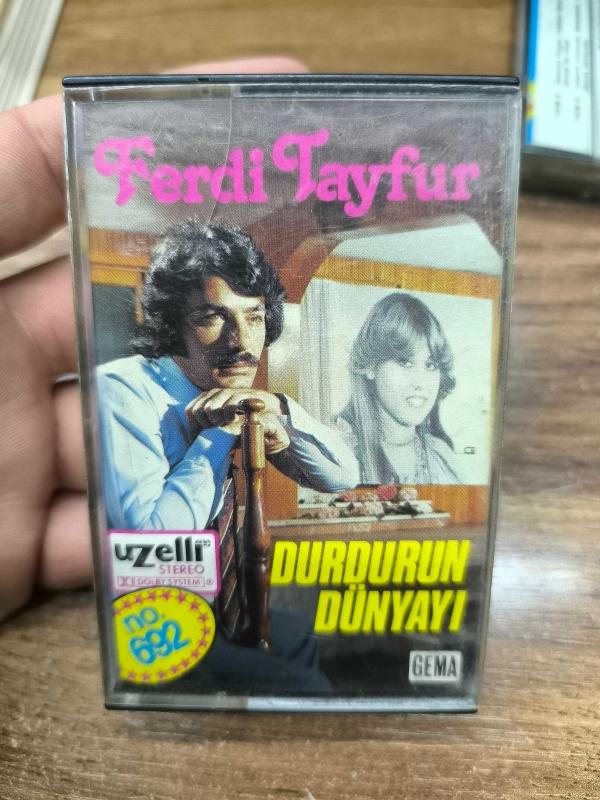 Ferdi Tayfur
uzelli
STEREO
DOLBY SYSTEM
no.
692
DURDURUN
DÜNYAYI
GEMA